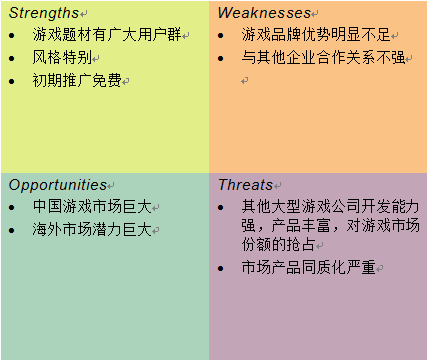 Strengths
游戏题材有广大用户群
风格特别
初期推广免费
Weaknesses
游戏品牌优势明显不足
与其他企业合作关系不强
Opportunities
中国游戏市场巨大
海外市场潜力巨大
Threats
其他大型游戏公司开发能力
强，产品丰富，对游戏市场
份额的抢占
市场产品同质化严重